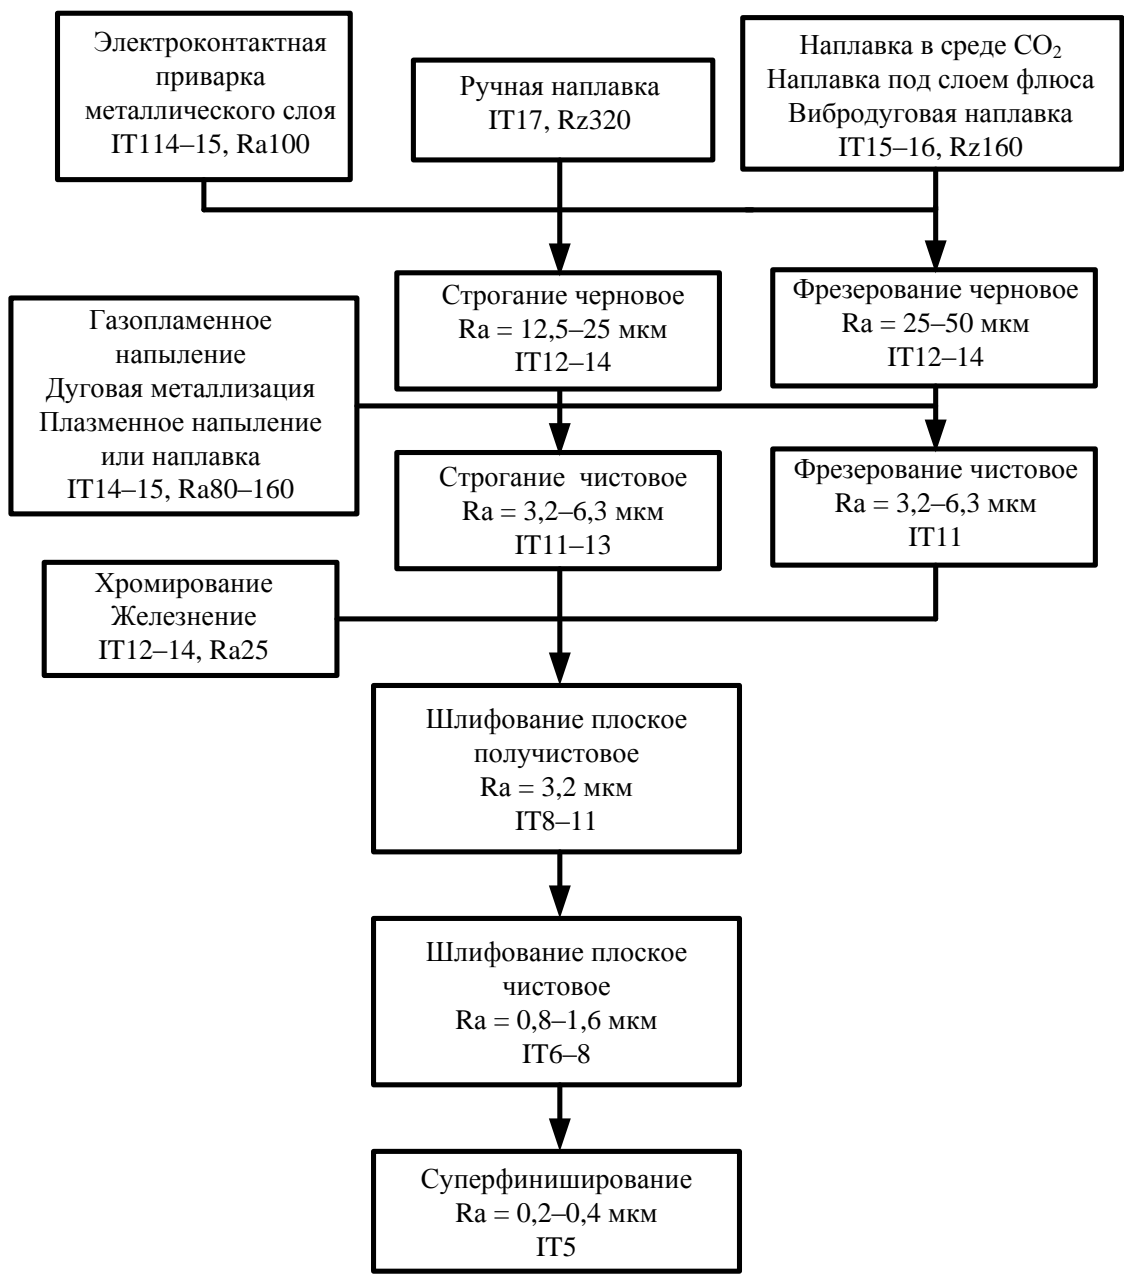 Электроконтактная
приварка
металлического слоя
IT114–15, Ra100
Ручная наплавка
IT17, Rz320
Наплавка в среде CO₂
Наплавка под слоем флюса
Вибродуговая наплавка
IT15–16, Rz160
Строгание черновое
Ra = 12,5–25 мкм
IT12–14
Фрезерование черновое
Ra = 25–50 мкм
IT12–14
Газопламенное
напыление
Дуговая металлизация
Плазменное напыление
или наплавка
IT14–15, Ra80–160
Строгание чистовое
Ra = 3,2–6,3 мкм
IT11–13
Фрезерование чистовое
Ra = 3,2–6,3 мкм
IT11
Хромирование
Железнение
IT12–14, Ra25
Шлифование плоское
получистовое
Ra = 3,2 мкм
IT8–11
Шлифование плоское
чистовое
Ra = 0,8–1,6 мкм
IT6–8
Суперфиниширование
Ra = 0,2–0,4 мкм
IT5